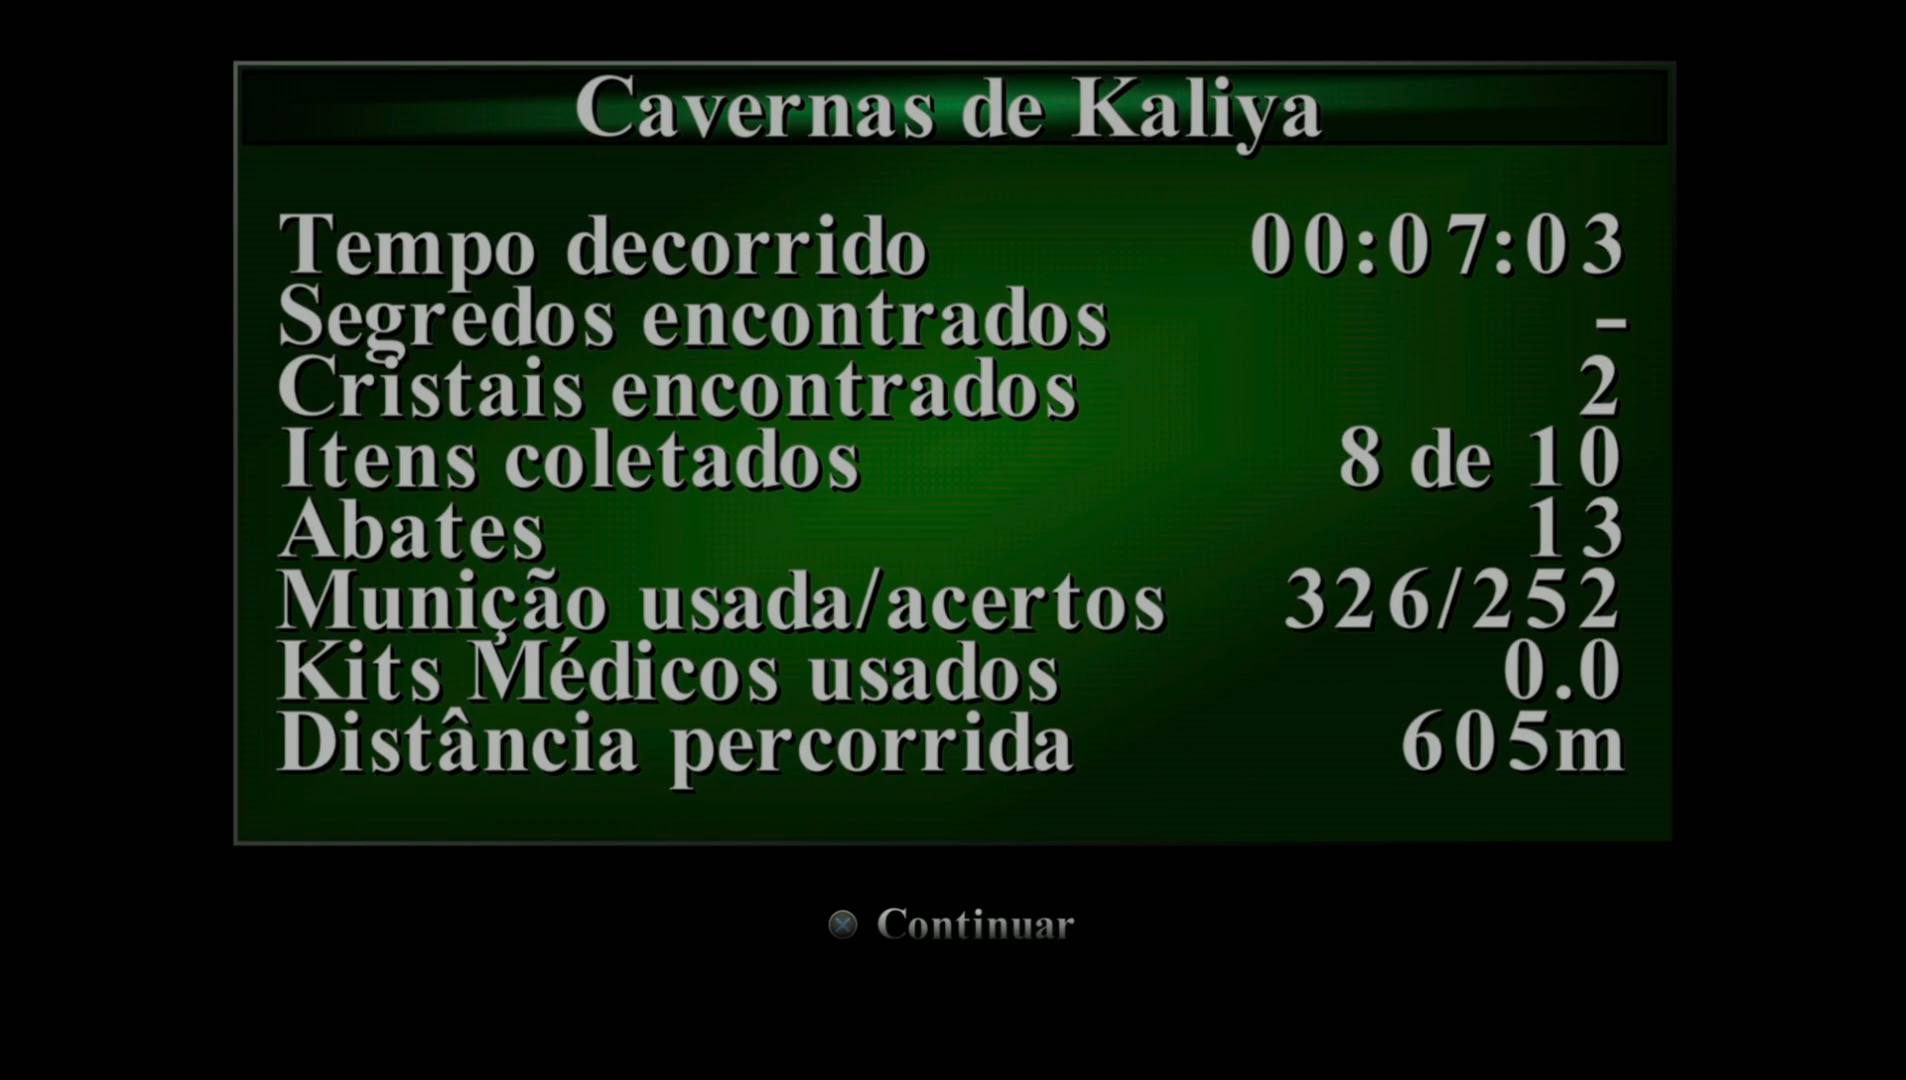 Cavernas de Kaliya
Tempo decorrido 00:07:03
Segredos encontrados -
Cristais encontrados 2
Itens coletados 8 de 10
Abates 13
Munição usada/acertos 326/252
Kits Médicos usados 0.0
Distância percorrida 605m
Continuar